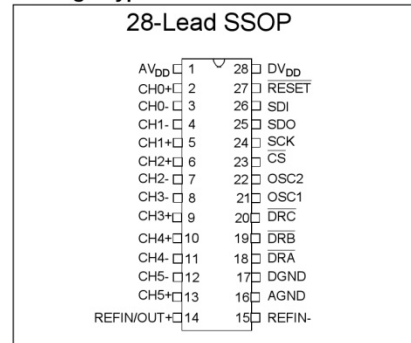 28-Lead SSOP
AVDD 1 28 DVDD
CH0+ 2 27 RESET
CH0- 3 26 SDI
CH1- 4 25 SDO
CH1+ 5 24 SCK
CH2+ 6 23 CS
CH2- 7 22 OSC2
CH3- 8 21 OSC1
CH3+ 9 20 DRC
CH4+ 10 19 DRB
CH4- 11 18 DRA
CH5- 12 17 DGND
CH5+ 13 16 AGND
REFIN/OUT+ 14 15 REFIN-